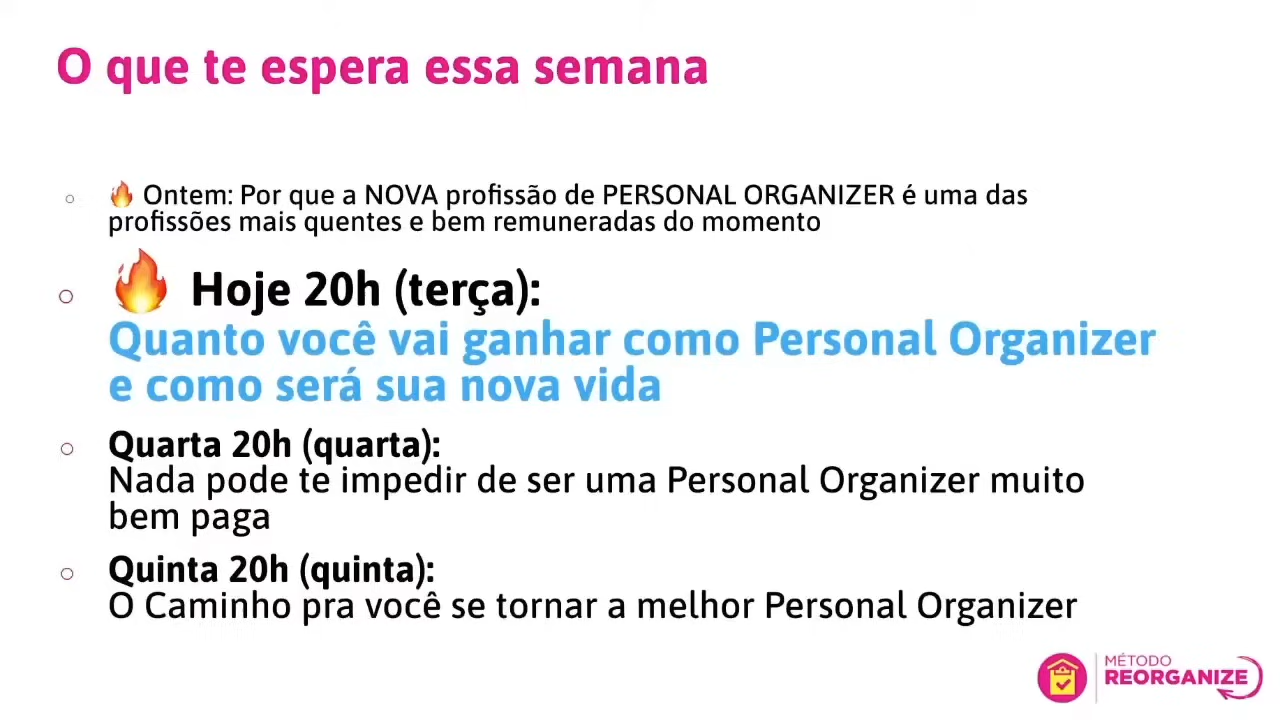 O que te espera essa semana
🔥 Ontem: Por que a NOVA profissão de PERSONAL ORGANIZER é uma das
profissões mais quentes e bem remuneradas do momento
🔥 Hoje 20h (terça):
Quanto você vai ganhar como Personal Organizer
e como será sua nova vida
Quarta 20h (quarta):
Nada pode te impedir de ser uma Personal Organizer muito
bem paga
Quinta 20h (quinta):
O Caminho pra você se tornar a melhor Personal Organizer
MÉTODO
REORGANIZE